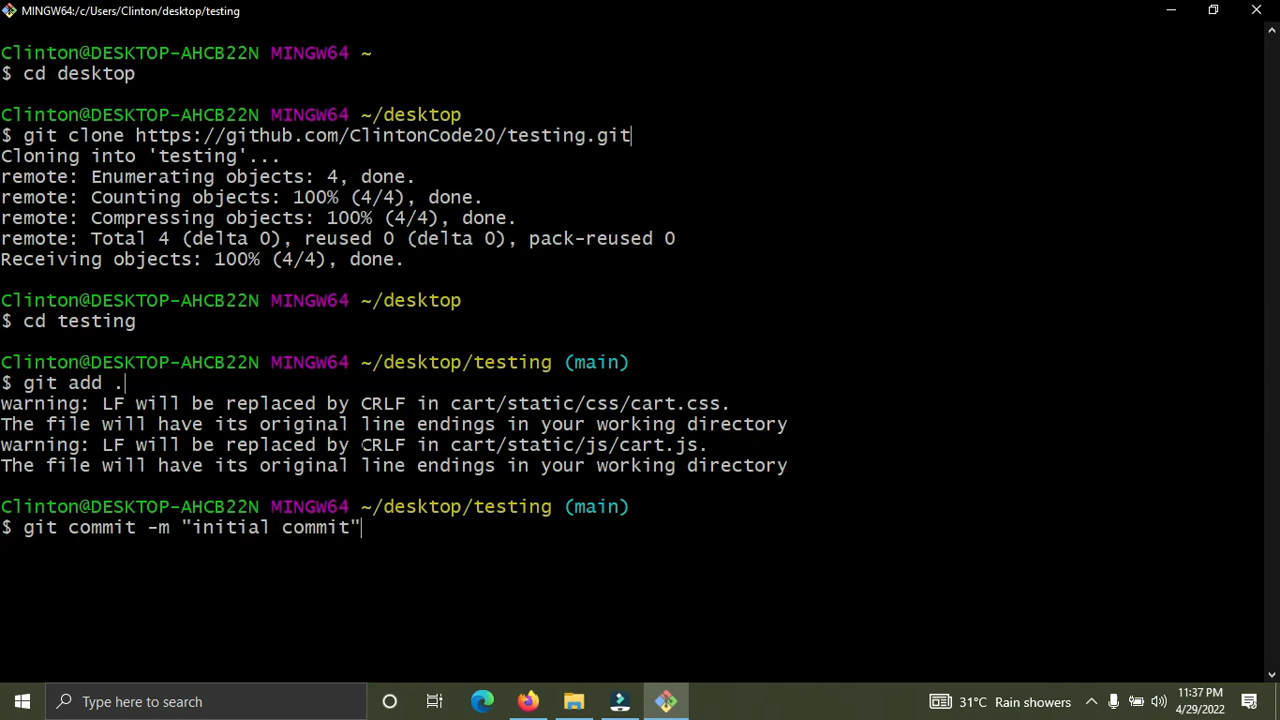 MINGW64:/c/Users/Clinton/desktop/testing
Clinton@DESKTOP-AHCB22N MINGW64 ~
$ cd desktop
Clinton@DESKTOP-AHCB22N MINGW64 ~/desktop
$ git clone https://github.com/ClintonCode20/testing.git
Cloning into 'testing'...
remote: Enumerating objects: 4, done.
remote: Counting objects: 100% (4/4), done.
remote: Compressing objects: 100% (4/4), done.
remote: Total 4 (delta 0), reused 0 (delta 0), pack-reused 0
Receiving objects: 100% (4/4), done.
Clinton@DESKTOP-AHCB22N MINGW64 ~/desktop
$ cd testing
Clinton@DESKTOP-AHCB22N MINGW64 ~/desktop/testing (main)
$ git add .
warning: LF will be replaced by CRLF in cart/static/css/cart.css.
The file will have its original line endings in your working directory
warning: LF will be replaced by CRLF in cart/static/js/cart.js.
The file will have its original line endings in your working directory
Clinton@DESKTOP-AHCB22N MINGW64 ~/desktop/testing (main)
$ git commit -m "initial commit"
Type here to search
31°C Rain showers
11:37 PM
4/29/2022